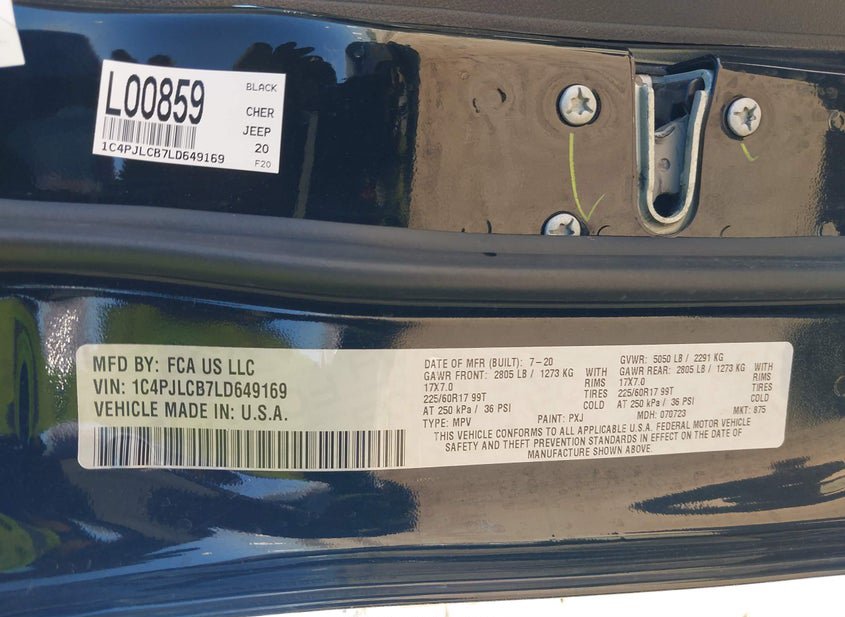 L00859
BLACK
CHER
JEEP
20
F20
1C4PJLCB7LD649169
MFD BY: FCA US LLC
VIN: 1C4PJLCB7LD649169
VEHICLE MADE IN: U.S.A.
DATE OF MFR (BUILT): 7-20 GVWR: 5050 LB / 2291 KG
GAWR FRONT: 2805 LB / 1273 KG WITH GAWR REAR: 2805 LB / 1273 KG WITH
17X7.0 RIMS 17X7.0 RIMS
225/60R17 99T TIRES 225/60R17 99T TIRES
AT 250 kPa / 36 PSI COLD AT 250 kPa / 36 PSI COLD
TYPE: MPV PAINT: PXJ MDH: 070723 MKT: 875
THIS VEHICLE CONFORMS TO ALL APPLICABLE U.S.A. FEDERAL MOTOR VEHICLE
SAFETY AND THEFT PREVENTION STANDARDS IN EFFECT ON THE DATE OF
MANUFACTURE SHOWN ABOVE.